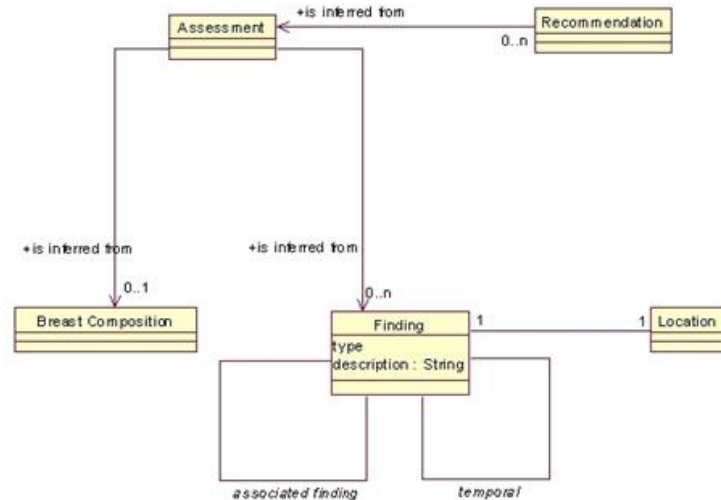 +is inferred from
Assessment
Recommendation
0..n
+is inferred from
+is inferred from
0..1
0..n
Breast Composition
Finding
1
1
Location
type
description : String
associated finding
temporal